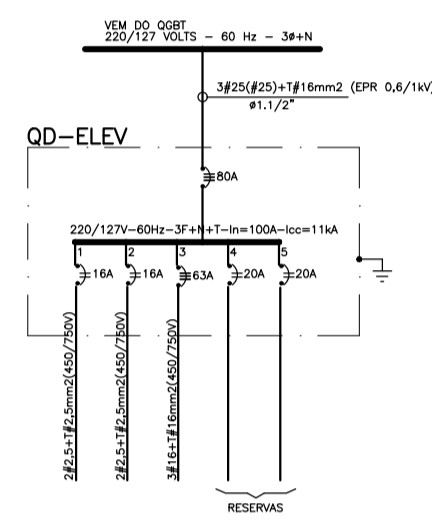 VEM DO QGBT
220/127 VOLTS - 60 Hz - 3ø+N
3#25(#25)+T#16mm2 (EPR 0,6/1kV)
ø1.1/2"
QD-ELEV
80A
220/127V-60Hz-3F+N+T-In=100A-Icc=11kA
1 2 3 4 5
16A 16A 63A 20A 20A
2#2,5+T#2,5mm2(450/750V)
2#2,5+T#2,5mm2(450/750V)
3#16+T#16mm2(450/750V)
RESERVAS